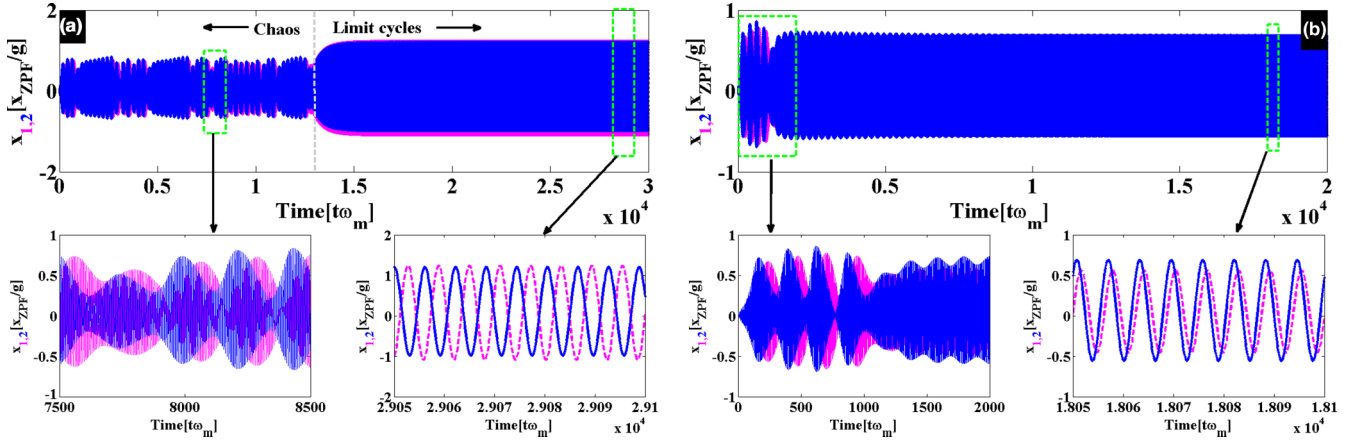 (a)
← Chaos
Limit cycles →
x1,2[xZPF/g]
2
0
-2
0 0.5 1 1.5 2 2.5 3
Time[tωm]
x 10^4
(b)
x1,2[xZPF/g]
1
0
-1
0 0.5 1 1.5 2
Time[tωm]
x 10^4
x1,2[xZPF/g]
1
0.5
0
-0.5
-1
7500 8000 8500
Time[tωm]
x1,2[xZPF/g]
2
1
0
-1
-2
2.905 2.906 2.907 2.908 2.909 2.91
Time[tωm]
x 10^4
x1,2[xZPF/g]
1
0.5
0
-0.5
-1
0 500 1000 1500 2000
Time[tωm]
x1,2[xZPF/g]
1
0.5
0
-0.5
-1
1.805 1.806 1.807 1.808 1.809 1.81
Time[tωm]
x 10^4